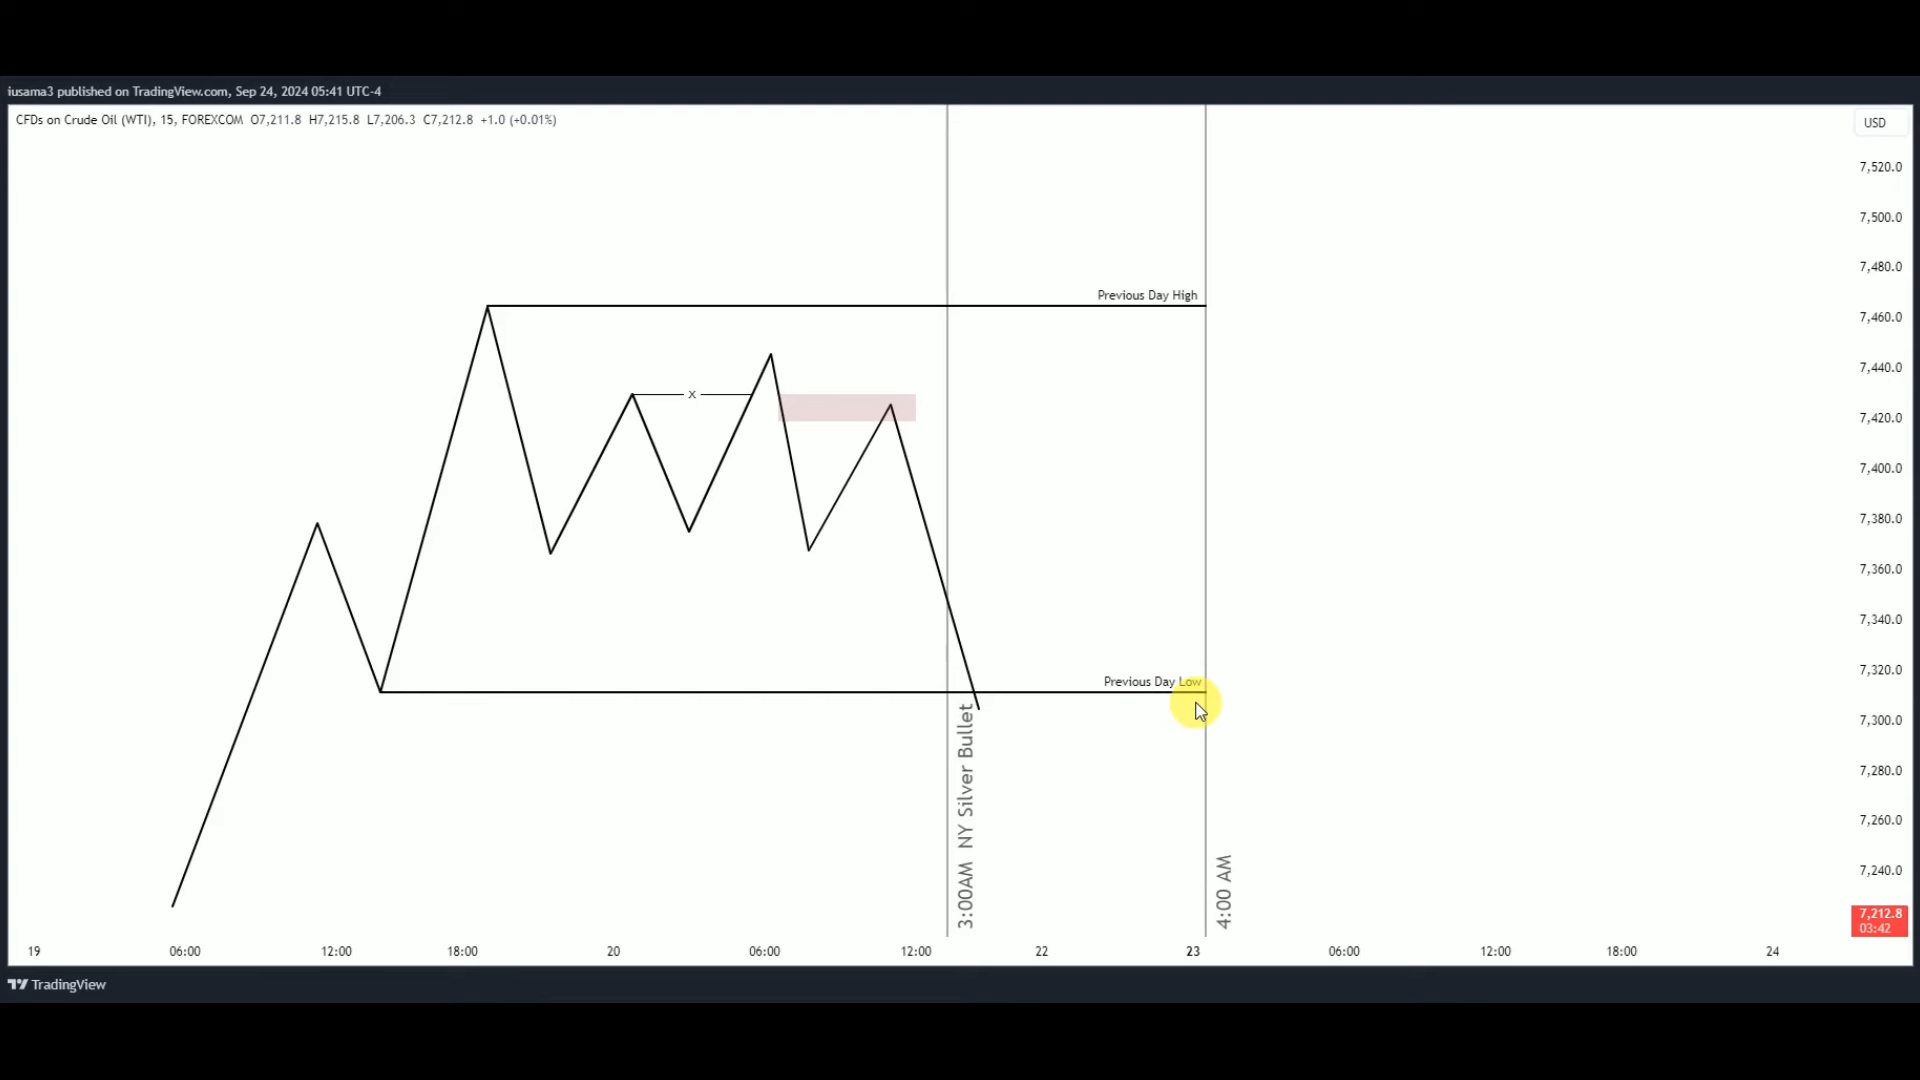 iusama3 published on TradingView.com, Sep 24, 2024 05:41 UTC-4
CFDs on Crude Oil (WTI), 15, FOREXCOM O7,211.8 H7,215.8 L7,206.3 C7,212.8 +1.0 (+0.01%)
USD
7,520.0
7,500.0
7,480.0
Previous Day High
7,460.0
7,440.0
x
7,420.0
7,400.0
7,380.0
7,360.0
7,340.0
7,320.0
Previous Day Low
7,300.0
7,280.0
7,260.0
7,240.0
3:00AM NY Silver Bullet
4:00 AM
7,212.8
03:42
19 06:00 12:00 18:00 20 06:00 12:00 22 23 06:00 12:00 18:00 24
TradingView